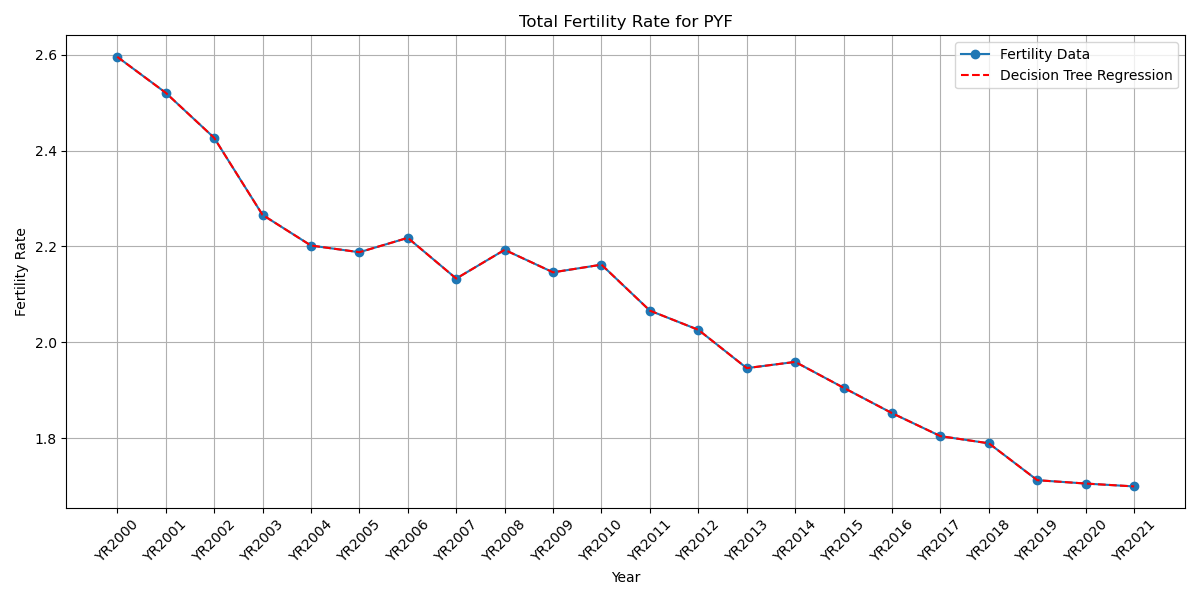 Total Fertility Rate for PYF
Fertility Data
Decision Tree Regression
Fertility Rate
2.6
2.4
2.2
2.0
1.8
YR2000
YR2001
YR2002
YR2003
YR2004
YR2005
YR2006
YR2007
YR2008
YR2009
YR2010
YR2011
YR2012
YR2013
YR2014
YR2015
YR2016
YR2017
YR2018
YR2019
YR2020
YR2021
Year